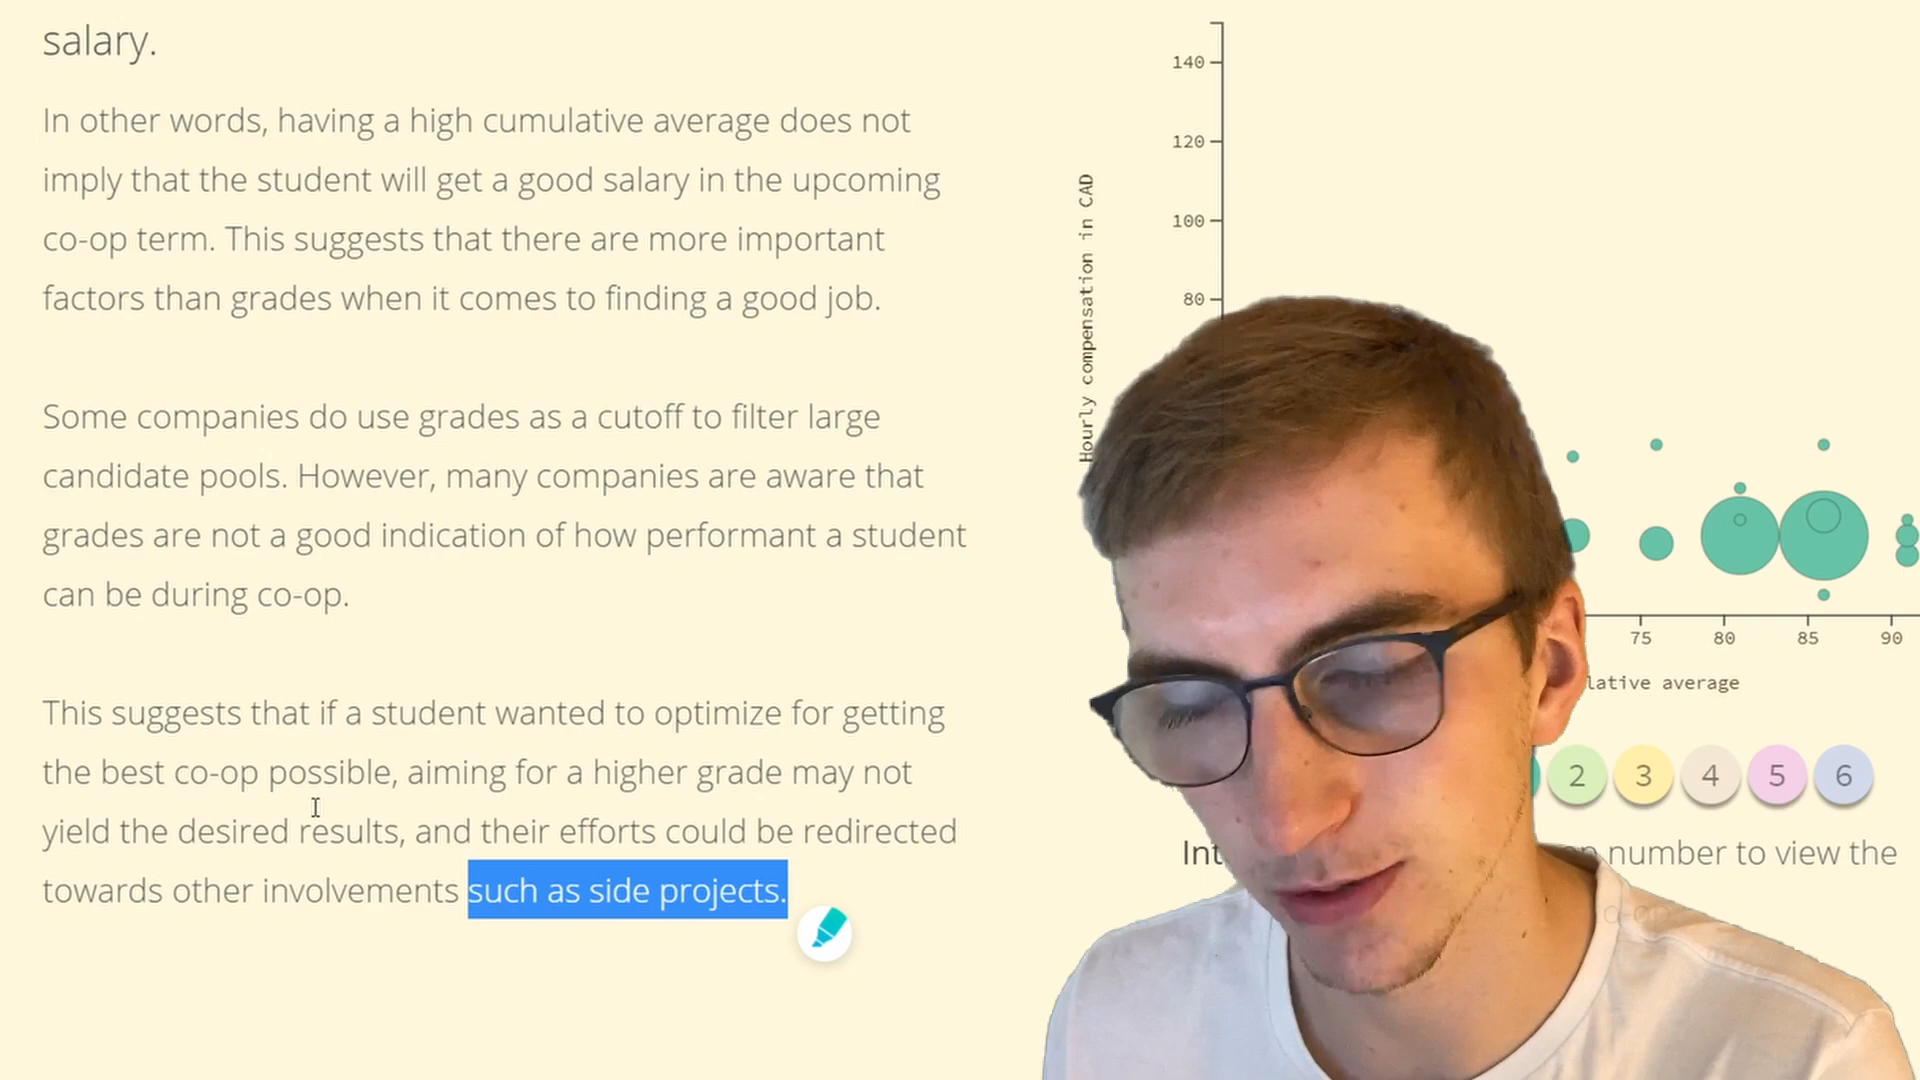 salary.
In other words, having a high cumulative average does not
imply that the student will get a good salary in the upcoming
co-op term. This suggests that there are more important
factors than grades when it comes to finding a good job.
Some companies do use grades as a cutoff to filter large
candidate pools. However, many companies are aware that
grades are not a good indication of how performant a student
can be during co-op.
This suggests that if a student wanted to optimize for getting
the best co-op possible, aiming for a higher grade may not
yield the desired results, and their efforts could be redirected
towards other involvements such as side projects.
140
120
100
80
Hourly compensation in CAD
75 80 85 90
lative average
2 3 4 5 6
Int
number to view the